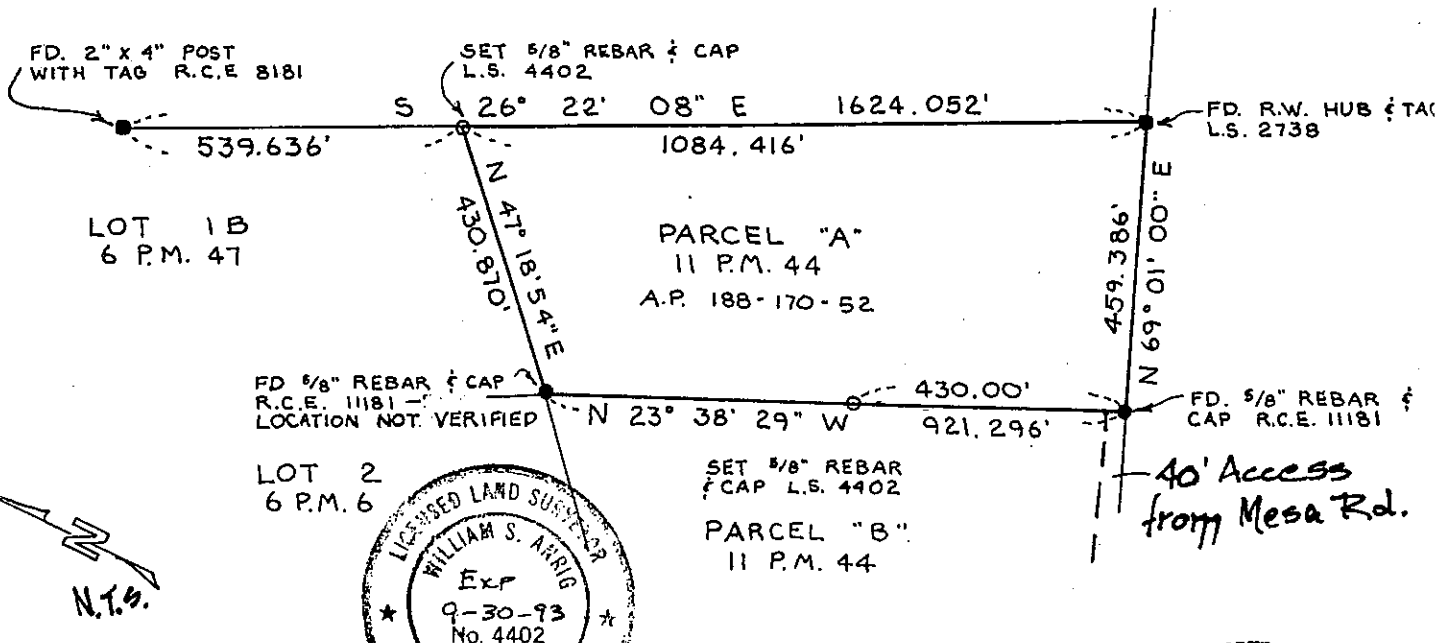 FD. 2" X 4" POST
WITH TAG R.C.E 8181
SET 5/8" REBAR & CAP
L.S. 4402
S 26° 22' 08" E 1624.052'
FD. R.W. HUB & TAG
L.S. 2738
539.636'
1084.416'
N 47° 18' 54" E
430.870'
LOT 1B
6 P.M. 47
PARCEL "A"
11 P.M. 44
A.P. 188-170-52
459.386'
N 69° 01' 00" E
FD 5/8" REBAR & CAP
R.C.E. 11181 -
LOCATION NOT VERIFIED
N 23° 38' 29" W
430.00'
921.296'
FD. 5/8" REBAR &
CAP R.C.E. 11181
LOT 2
6 P.M. 6
SET 5/8" REBAR
& CAP L.S. 4402
PARCEL "B"
11 P.M. 44
40' Access
from Mesa Rd.
N
N.T.S.
LICENSED LAND SURVEYOR
WILLIAM S. ANRIG
Exp
9-30-93
No. 4402